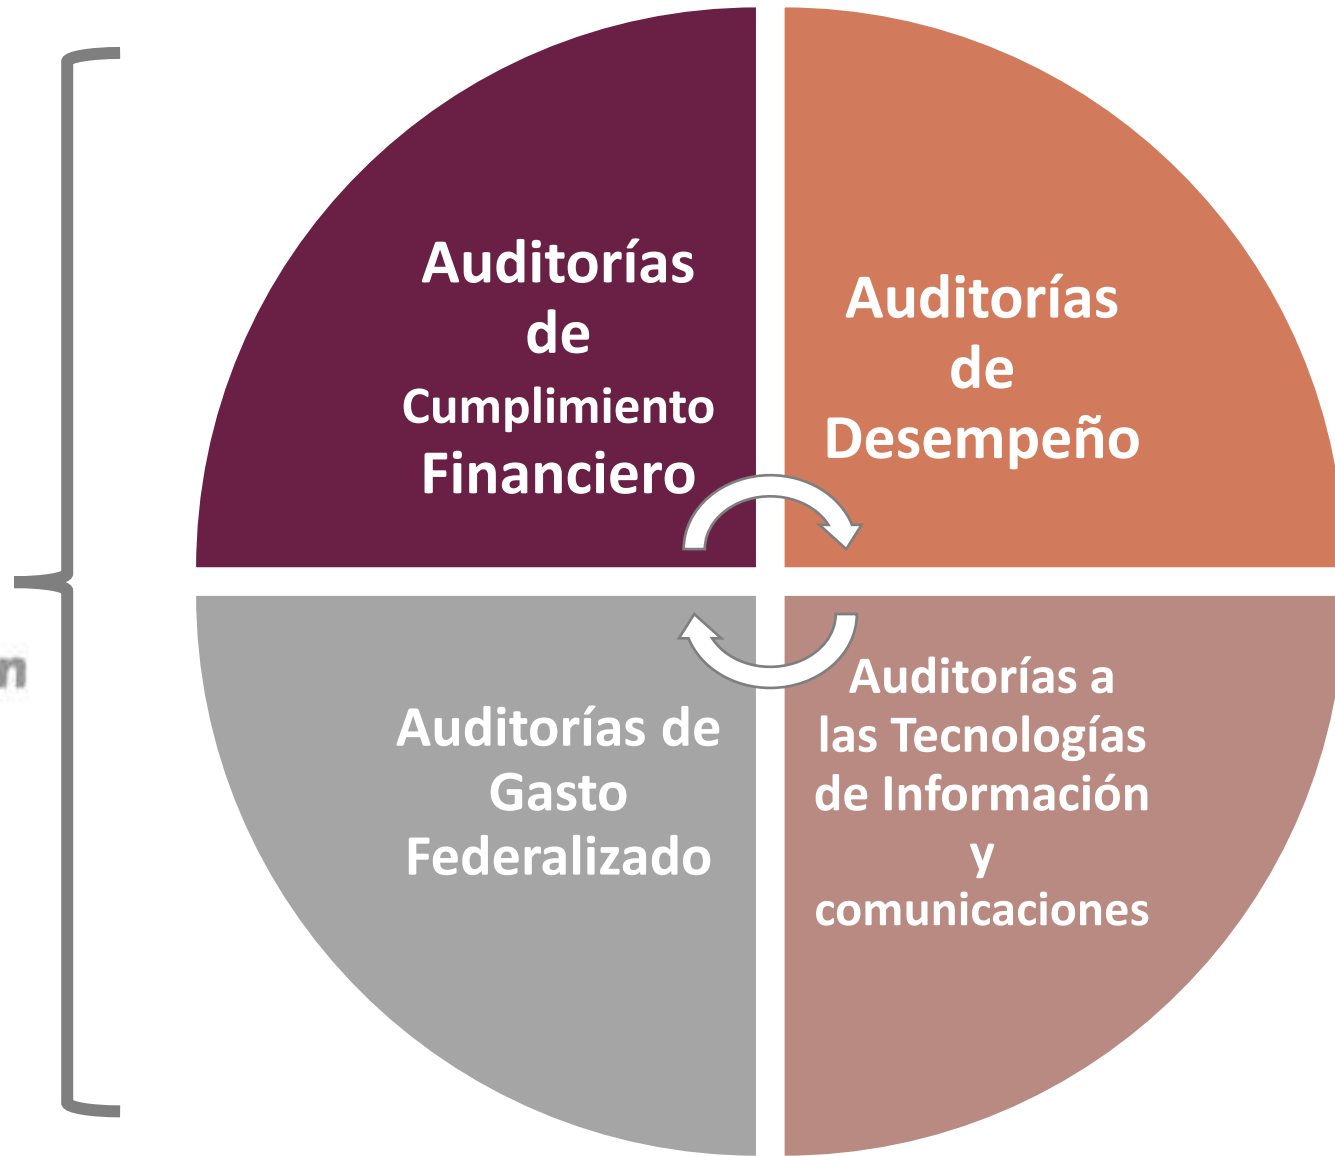 Auditorías
de
Cumplimiento
Financiero
Auditorías
de
Desempeño
Auditorías de
Gasto
Federalizado
Auditorías a
las Tecnologías
de Información
y
comunicaciones